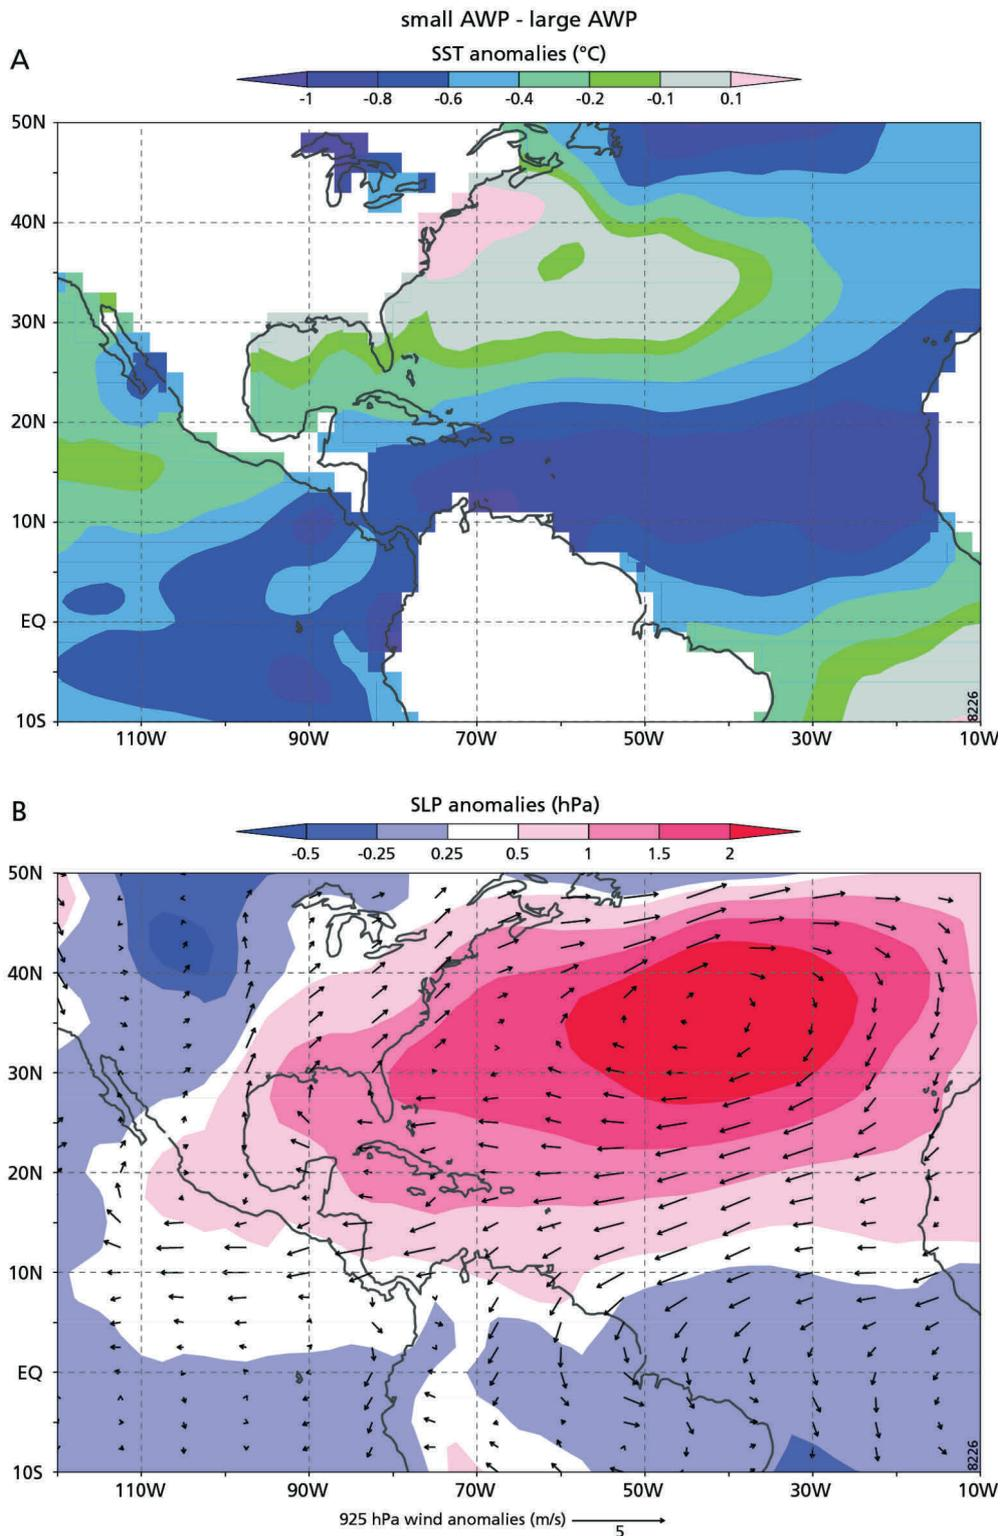 small AWP - large AWP
A
SST anomalies (°C)
-1 -0.8 -0.6 -0.4 -0.2 -0.1 0.1
50N
40N
30N
20N
10N
EQ
10S
8226
110W 90W 70W 50W 30W 10W
B
SLP anomalies (hPa)
-0.5 -0.25 0.25 0.5 1 1.5 2
50N
40N
30N
20N
10N
EQ
10S
8226
110W 90W 70W 50W 30W 10W
925 hPa wind anomalies (m/s)
5